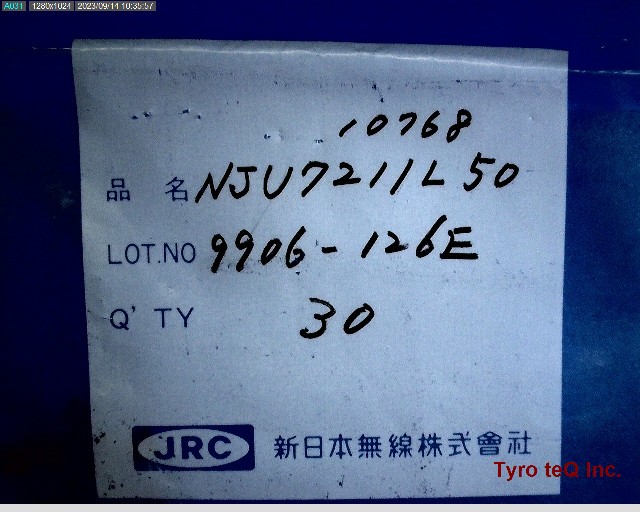 A031 1280x1024 2023/09/14 10:35:57
10768
品 名 NJU7211L50
LOT.NO 9906-126E
Q'TY 30
JRC 新日本無線株式會社
Tyro teQ Inc.